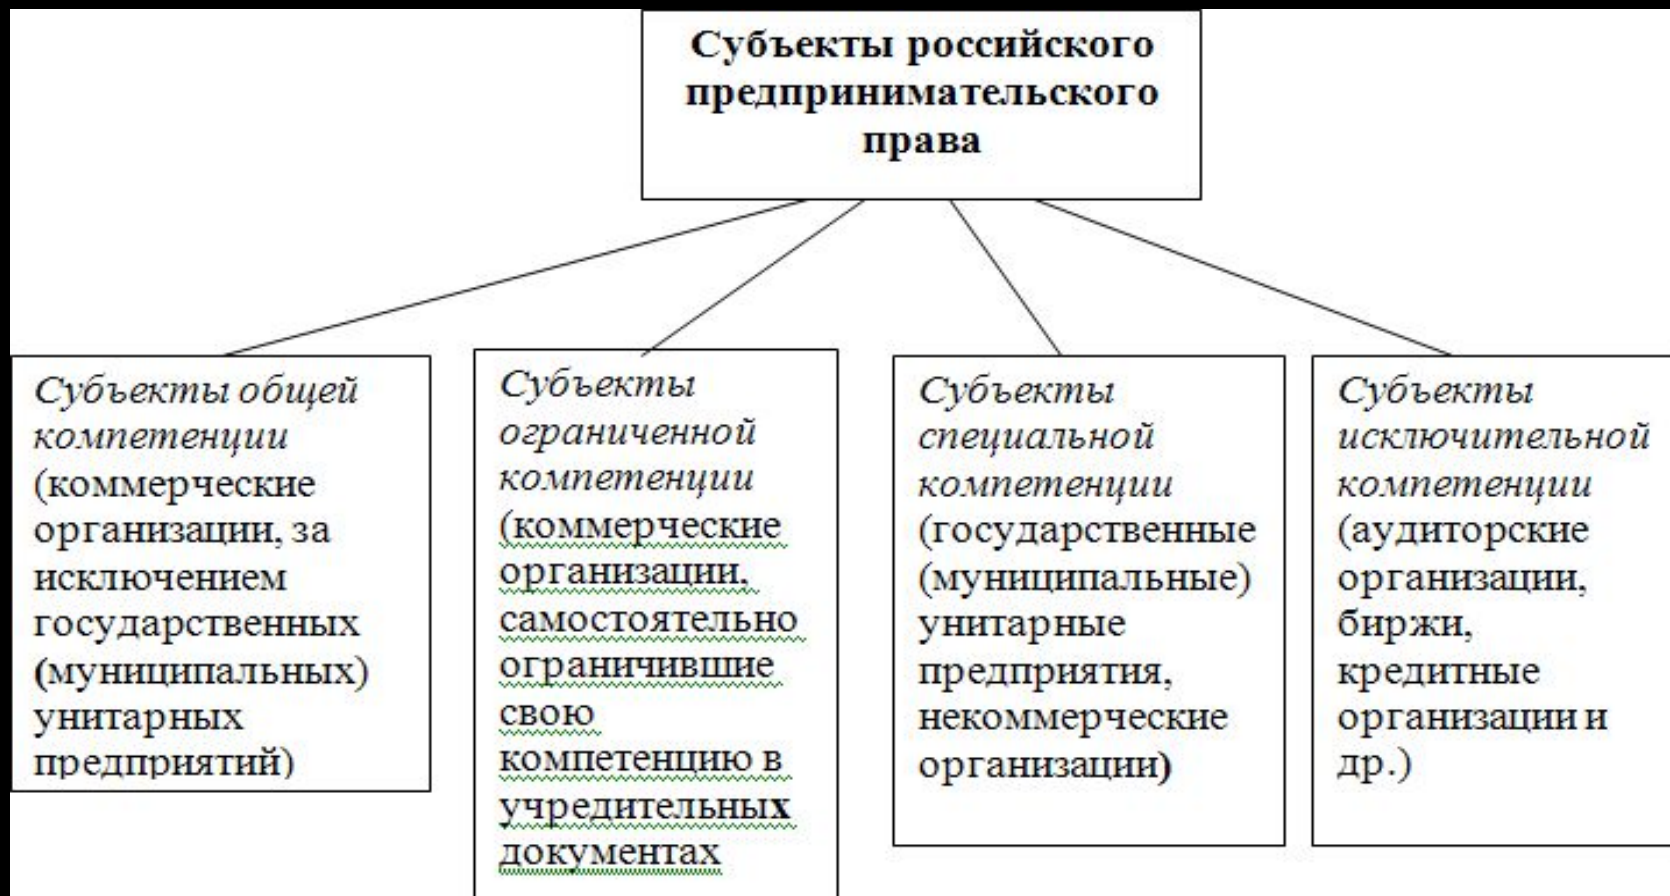 Субъекты российского
предпринимательского
права
Субъекты общей
компетенции
(коммерческие
организации, за
исключением
государственных
(муниципальных)
унитарных
предприятий)
Субъекты
ограниченной
компетенции
(коммерческие
организации,
самостоятельно
ограничившие
свою
компетенцию в
учредительных
документах
Субъекты
специальной
компетенции
(государственные
(муниципальные)
унитарные
предприятия,
некоммерческие
организации)
Субъекты
исключительной
компетенции
(аудиторские
организации,
биржи,
кредитные
организации и
др.)